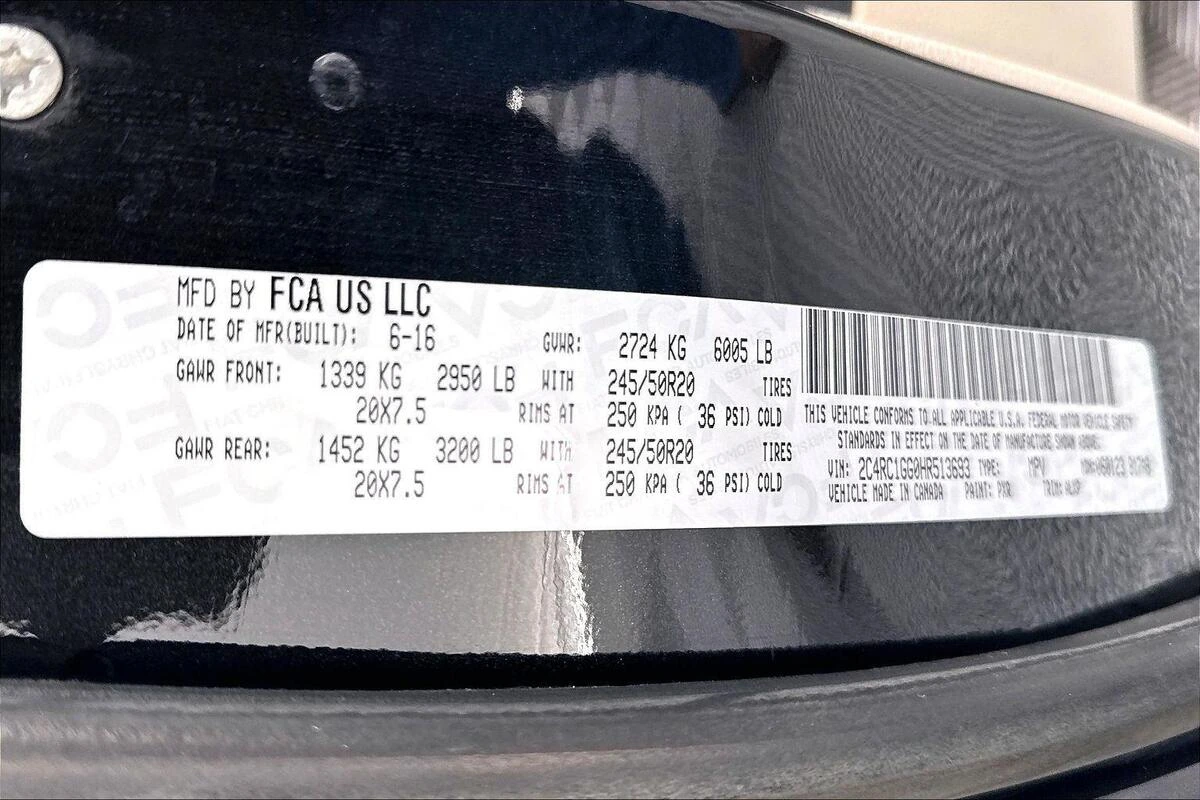 MFD BY FCA US LLC
DATE OF MFR(BUILT): 6-16 GVWR: 2724 KG 6005 LB
GAWR FRONT: 1339 KG 2950 LB WITH 245/50R20 TIRES
20X7.5 RIMS AT 250 KPA ( 36 PSI) COLD
GAWR REAR: 1452 KG 3200 LB WITH 245/50R20 TIRES
20X7.5 RIMS AT 250 KPA ( 36 PSI) COLD
THIS VEHICLE CONFORMS TO ALL APPLICABLE U.S.A. FEDERAL MOTOR VEHICLE SAFETY
STANDARDS IN EFFECT ON THE DATE OF MANUFACTURE SHOWN ABOVE.
VIN: 2C4RC1GG0HR513693 TYPE: MPV
VEHICLE MADE IN CANADA PAINT: PXR TRIM: